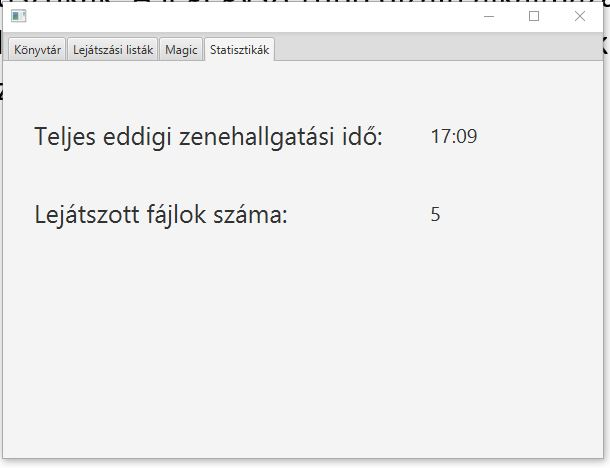 Könyvtár Lejátszási listák Magic Statisztikák
Teljes eddigi zenehallgatási idő: 17:09
Lejátszott fájlok száma: 5